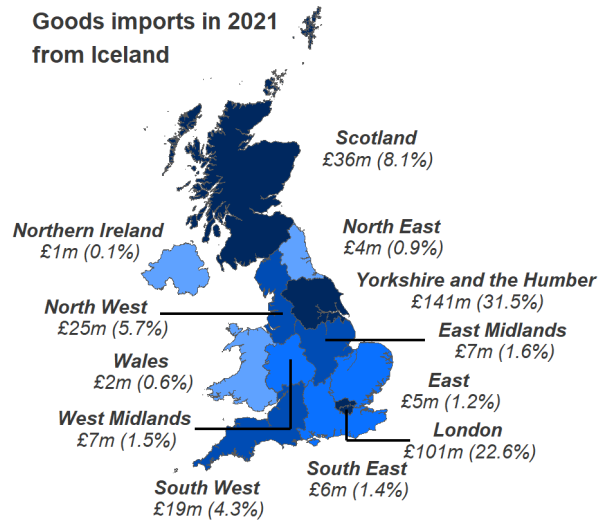 Goods imports in 2021
from Iceland
Scotland
£36m (8.1%)
Northern Ireland
£1m (0.1%)
North East
£4m (0.9%)
Yorkshire and the Humber
£141m (31.5%)
North West
£25m (5.7%)
East Midlands
£7m (1.6%)
Wales
£2m (0.6%)
East
£5m (1.2%)
West Midlands
£7m (1.5%)
London
£101m (22.6%)
South East
£6m (1.4%)
South West
£19m (4.3%)